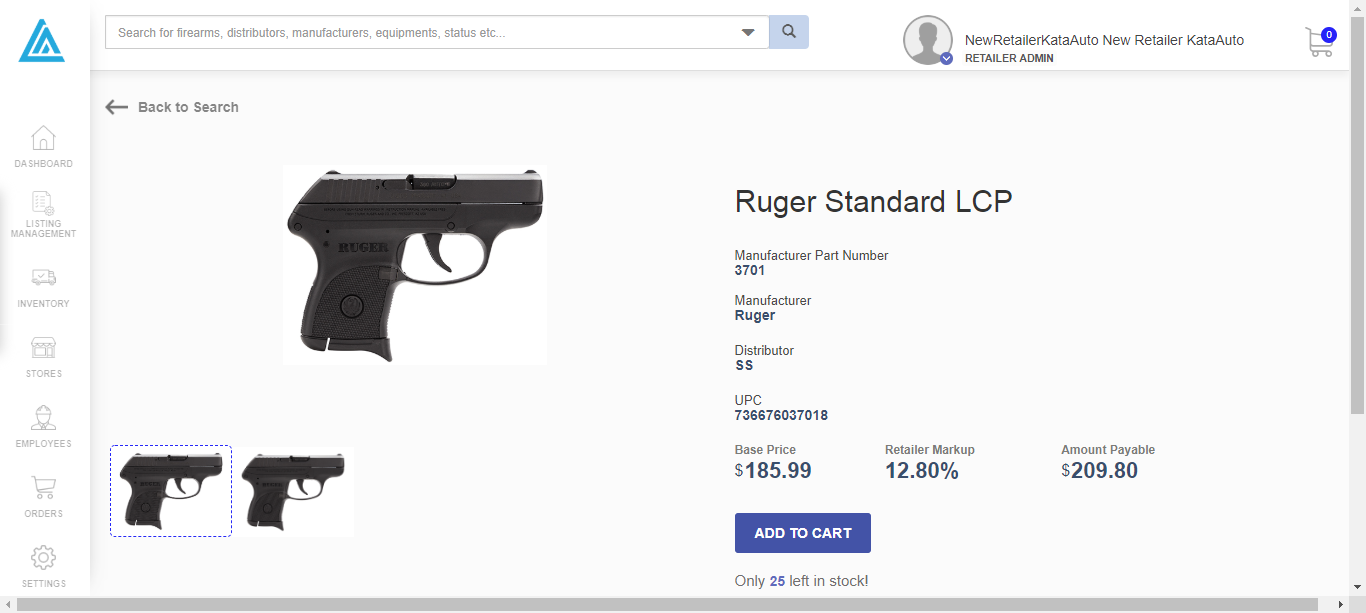 Search for firearms, distributors, manufacturers, equipments, status etc...
NewRetailerKataAuto New Retailer KataAuto
RETAILER ADMIN
0
Back to Search
DASHBOARD
LISTING
MANAGEMENT
INVENTORY
STORES
EMPLOYEES
ORDERS
SETTINGS
RUGER
Ruger Standard LCP
Manufacturer Part Number
3701
Manufacturer
Ruger
Distributor
SS
UPC
736676037018
Base Price Retailer Markup Amount Payable
$185.99 12.80% $209.80
ADD TO CART
Only 25 left in stock!